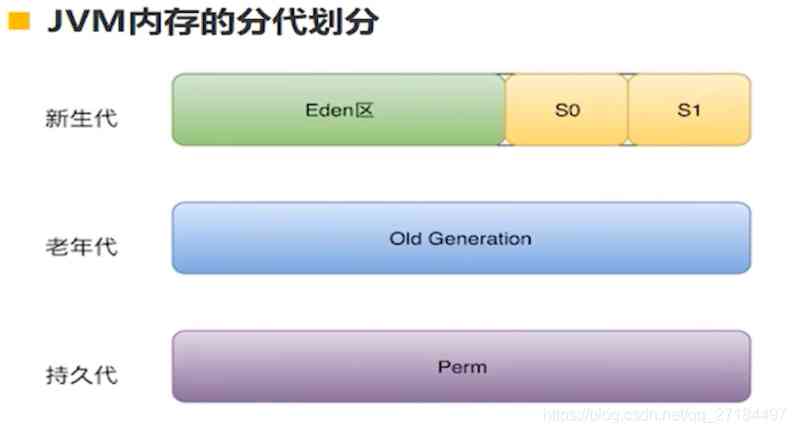 JVM内存的分代划分
新生代
Eden区
S0
S1
老年代
Old Generation
持久代
Perm
https://blog.csdn.net/qq_27184497